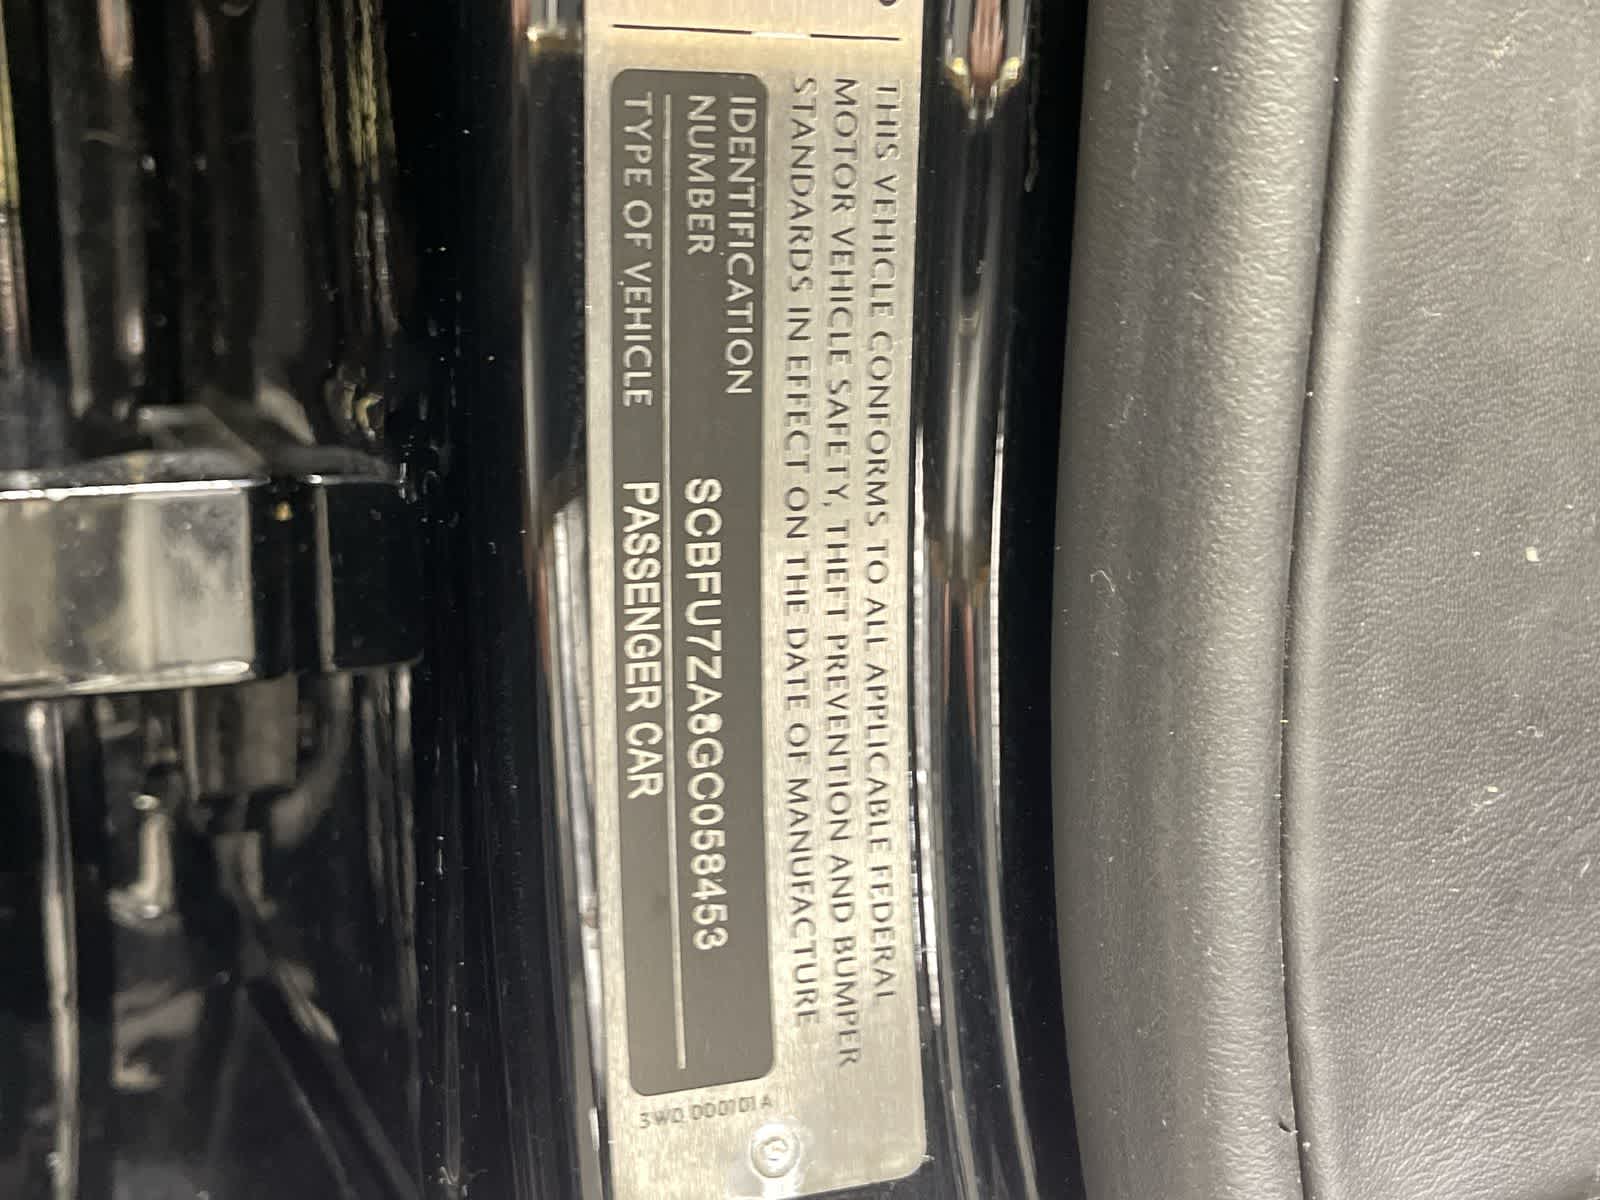 THIS VEHICLE CONFORMS TO ALL APPLICABLE FEDERAL
MOTOR VEHICLE SAFETY, THEFT PREVENTION AND BUMPER
STANDARDS IN EFFECT ON THE DATE OF MANUFACTURE
IDENTIFICATION
NUMBER SCBFU7ZA8GC058453
TYPE OF VEHICLE PASSENGER CAR
3W0 000101 A